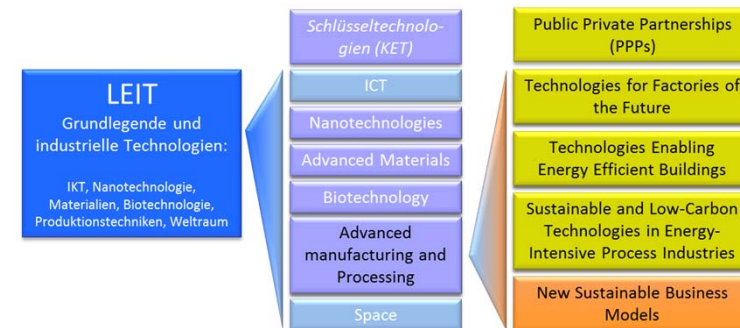 LEIT
Grundlegende und
industrielle Technologien:
IKT, Nanotechnologie,
Materialien, Biotechnologie,
Produktionstechniken, Weltraum
Schlüsseltechnolo-
gien (KET)
ICT
Nanotechnologies
Advanced Materials
Biotechnology
Advanced
manufacturing and
Processing
Space
Public Private Partnerships
(PPPs)
Technologies for Factories of
the Future
Technologies Enabling
Energy Efficient Buildings
Sustainable and Low-Carbon
Technologies in Energy-
Intensive Process Industries
New Sustainable Business
Models